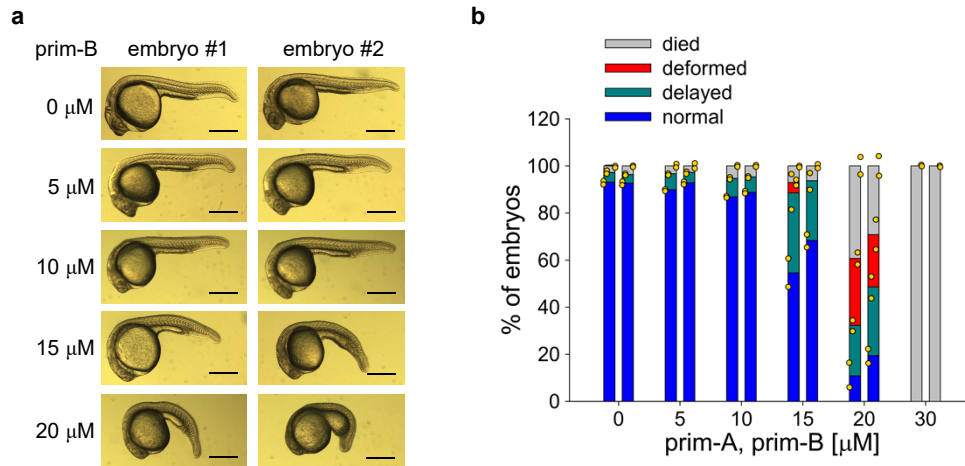 a
prim-B embryo #1 embryo #2
0 µM
5 µM
10 µM
15 µM
20 µM
b
died
deformed
delayed
normal
120
100
80
60
40
20
0
% of embryos
0 5 10 15 20 30
prim-A, prim-B [µM]